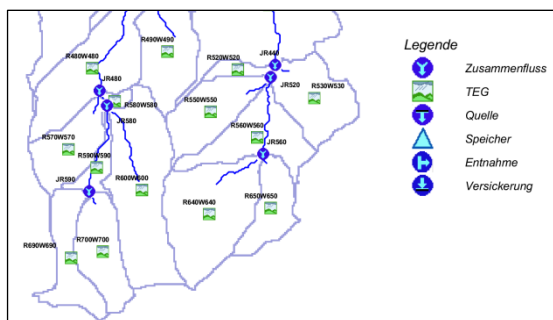 R490W490
R480W480
R520W520
JR440
JR480
JR520
R530W530
R580W580
R550W550
JR580
R560W560
R570W570
JR560
R590W590
JR590
R600W600
R640W640
R650W650
R690W690
R700W700
Legende
Zusammenfluss
TEG
Quelle
Speicher
Entnahme
Versickerung